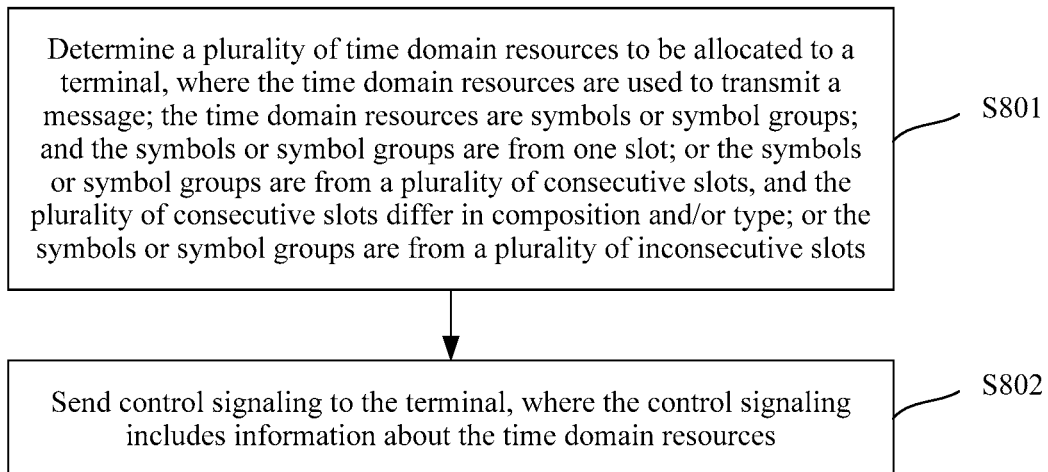 Determine a plurality of time domain resources to be allocated to a
terminal, where the time domain resources are used to transmit a
message; the time domain resources are symbols or symbol groups;
and the symbols or symbol groups are from one slot; or the symbols
or symbol groups are from a plurality of consecutive slots, and the
plurality of consecutive slots differ in composition and/or type; or the
symbols or symbol groups are from a plurality of inconsecutive slots
S801
Send control signaling to the terminal, where the control signaling
includes information about the time domain resources
S802